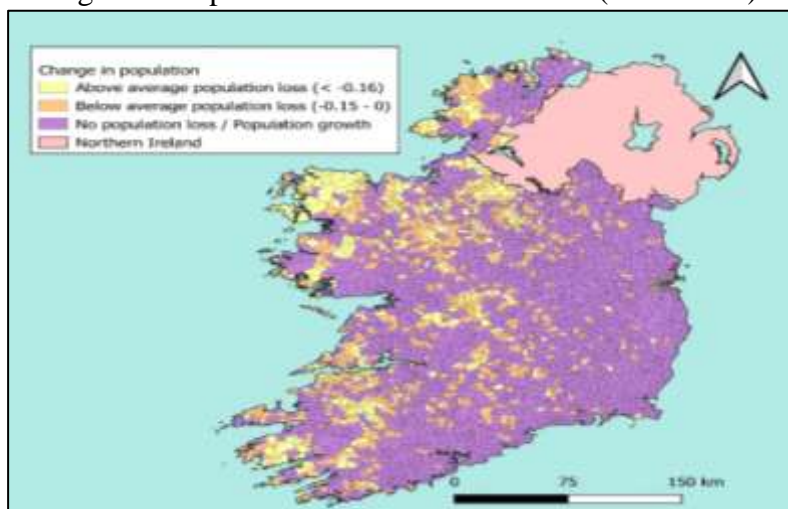 Change in population
Above average population loss (< -0.16)
Below average population loss (-0.15 - 0)
No population loss / Population growth
Northern Ireland
0 75 150 km